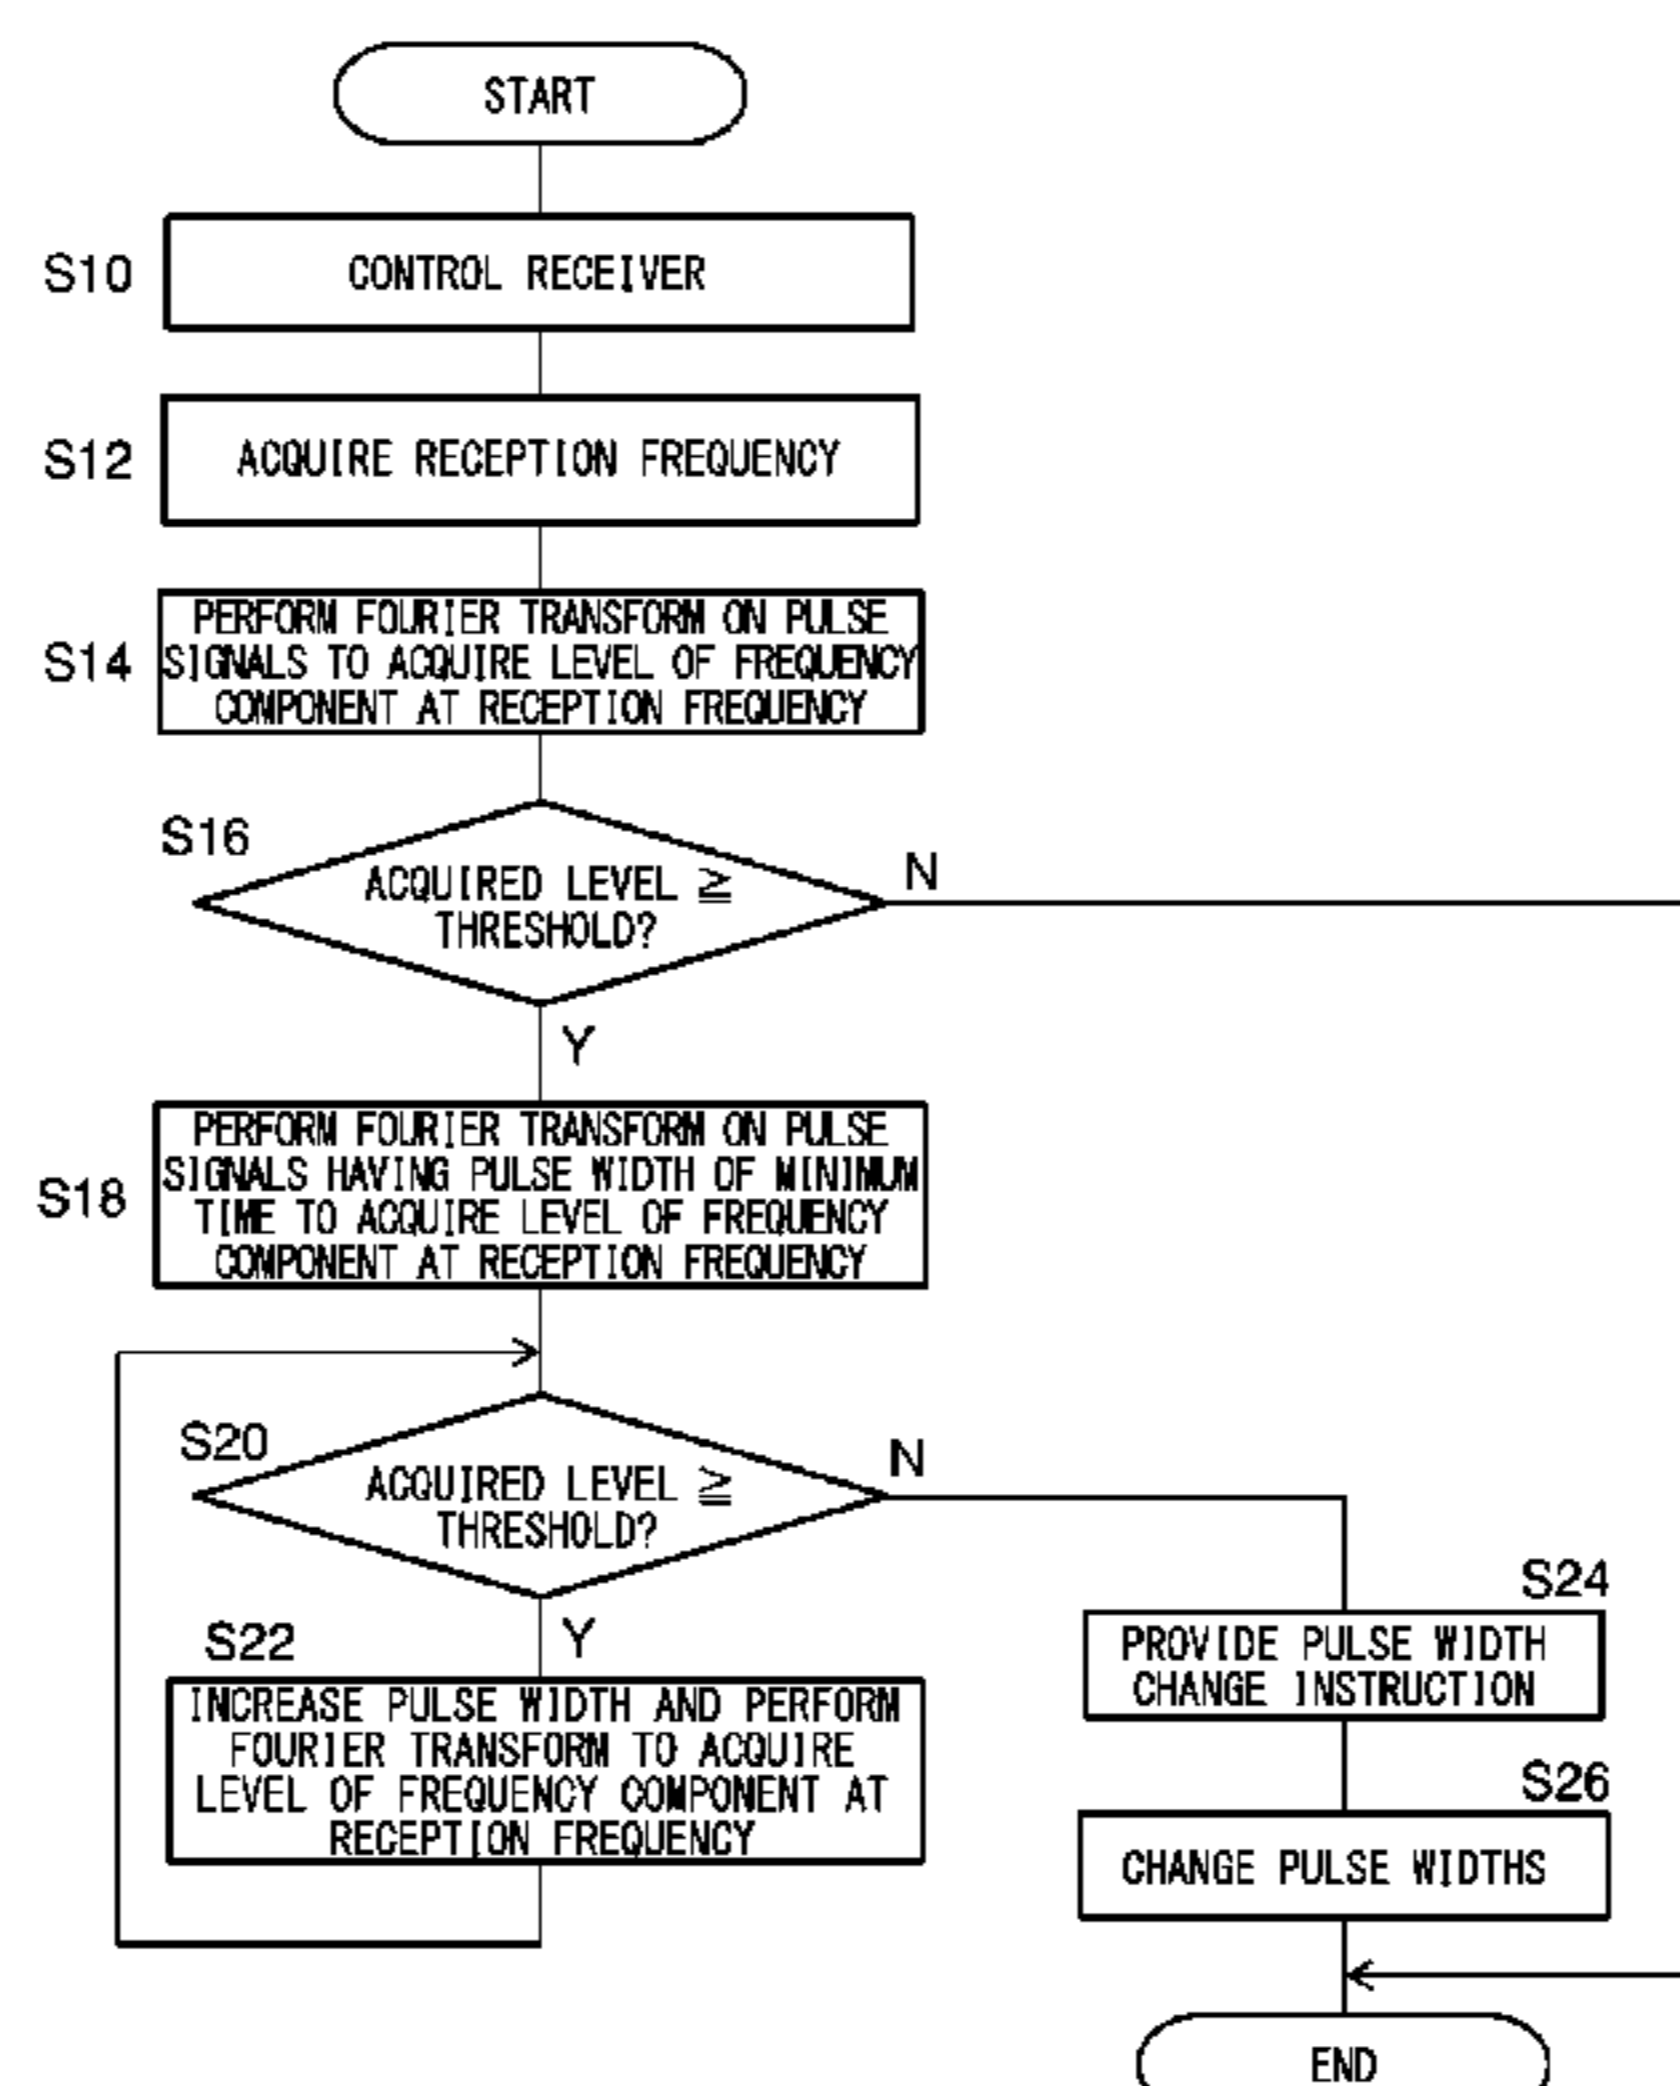 START
S10
CONTROL RECEIVER
S12
ACQUIRE RECEPTION FREQUENCY
S14
PERFORM FOURIER TRANSFORM ON PULSE
SIGNALS TO ACQUIRE LEVEL OF FREQUENCY
COMPONENT AT RECEPTION FREQUENCY
S16
ACQUIRED LEVEL ≧
THRESHOLD?
N
Y
S18
PERFORM FOURIER TRANSFORM ON PULSE
SIGNALS HAVING PULSE WIDTH OF MINIMUM
TIME TO ACQUIRE LEVEL OF FREQUENCY
COMPONENT AT RECEPTION FREQUENCY
S20
ACQUIRED LEVEL ≧
THRESHOLD?
N
Y
S22
INCREASE PULSE WIDTH AND PERFORM
FOURIER TRANSFORM TO ACQUIRE
LEVEL OF FREQUENCY COMPONENT AT
RECEPTION FREQUENCY
S24
PROVIDE PULSE WIDTH
CHANGE INSTRUCTION
S26
CHANGE PULSE WIDTHS
END